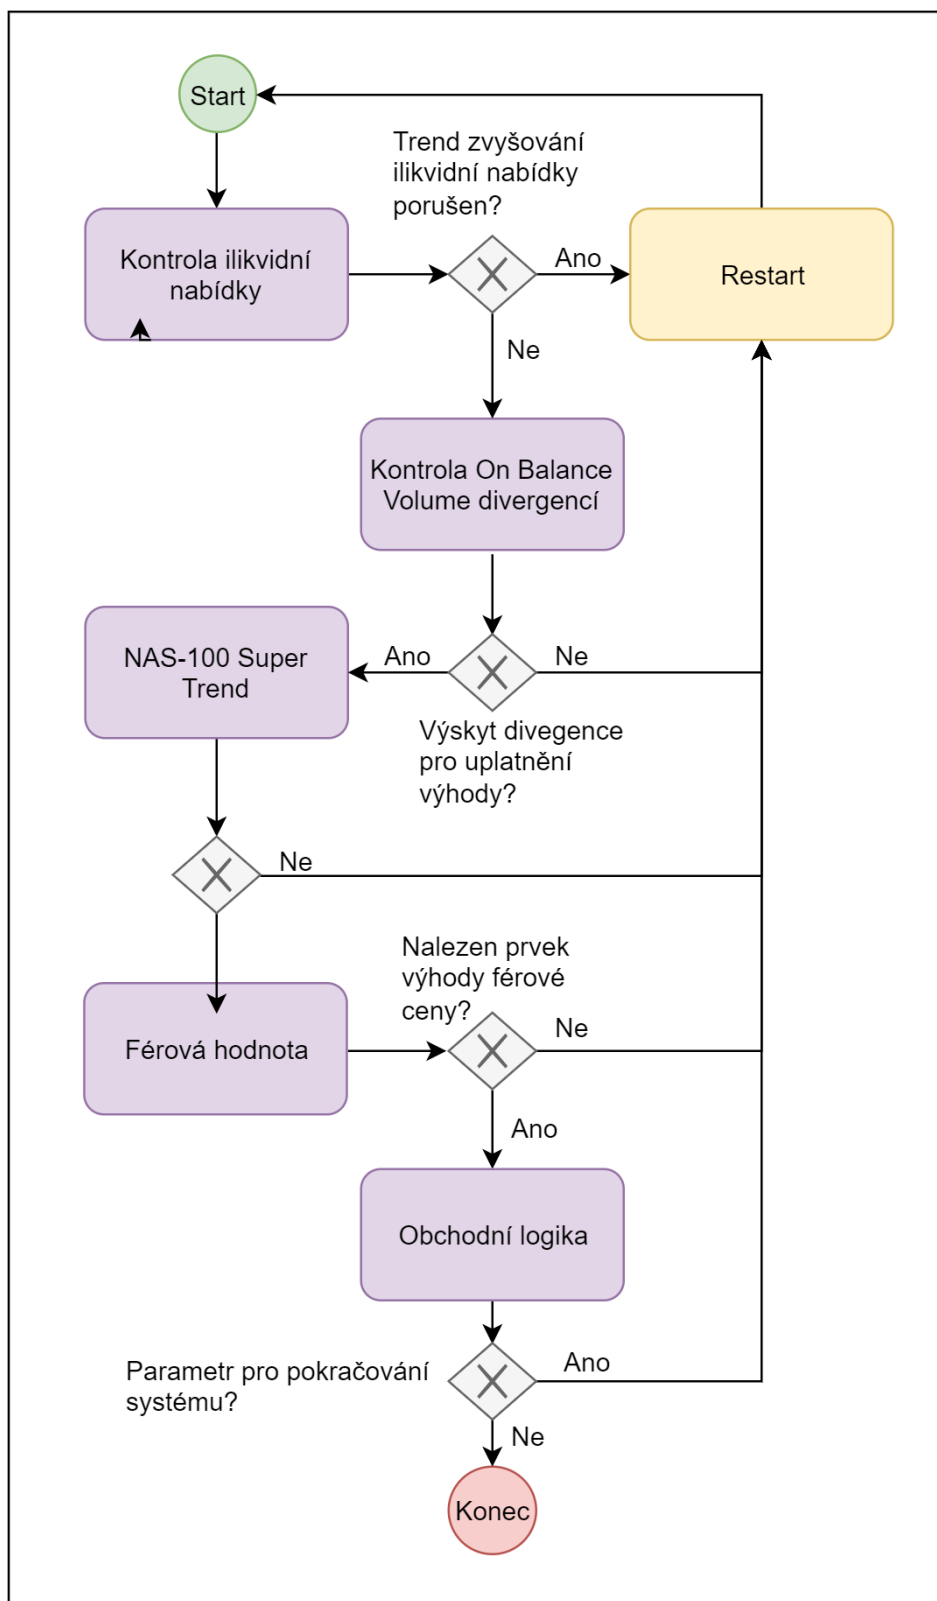 Start
Trend zvyšování
ilikvidní nabídky
porušen?
Kontrola ilikvidní
nabídky
Ano
Restart
Ne
Kontrola On Balance
Volume divergencí
NAS-100 Super
Trend
Ano
Ne
Výskyt divegence
pro uplatnění
výhody?
Ne
Nalezen prvek
výhody férové
ceny?
Férová hodnota
Ne
Ano
Obchodní logika
Parametr pro pokračování
systému?
Ano
Ne
Konec